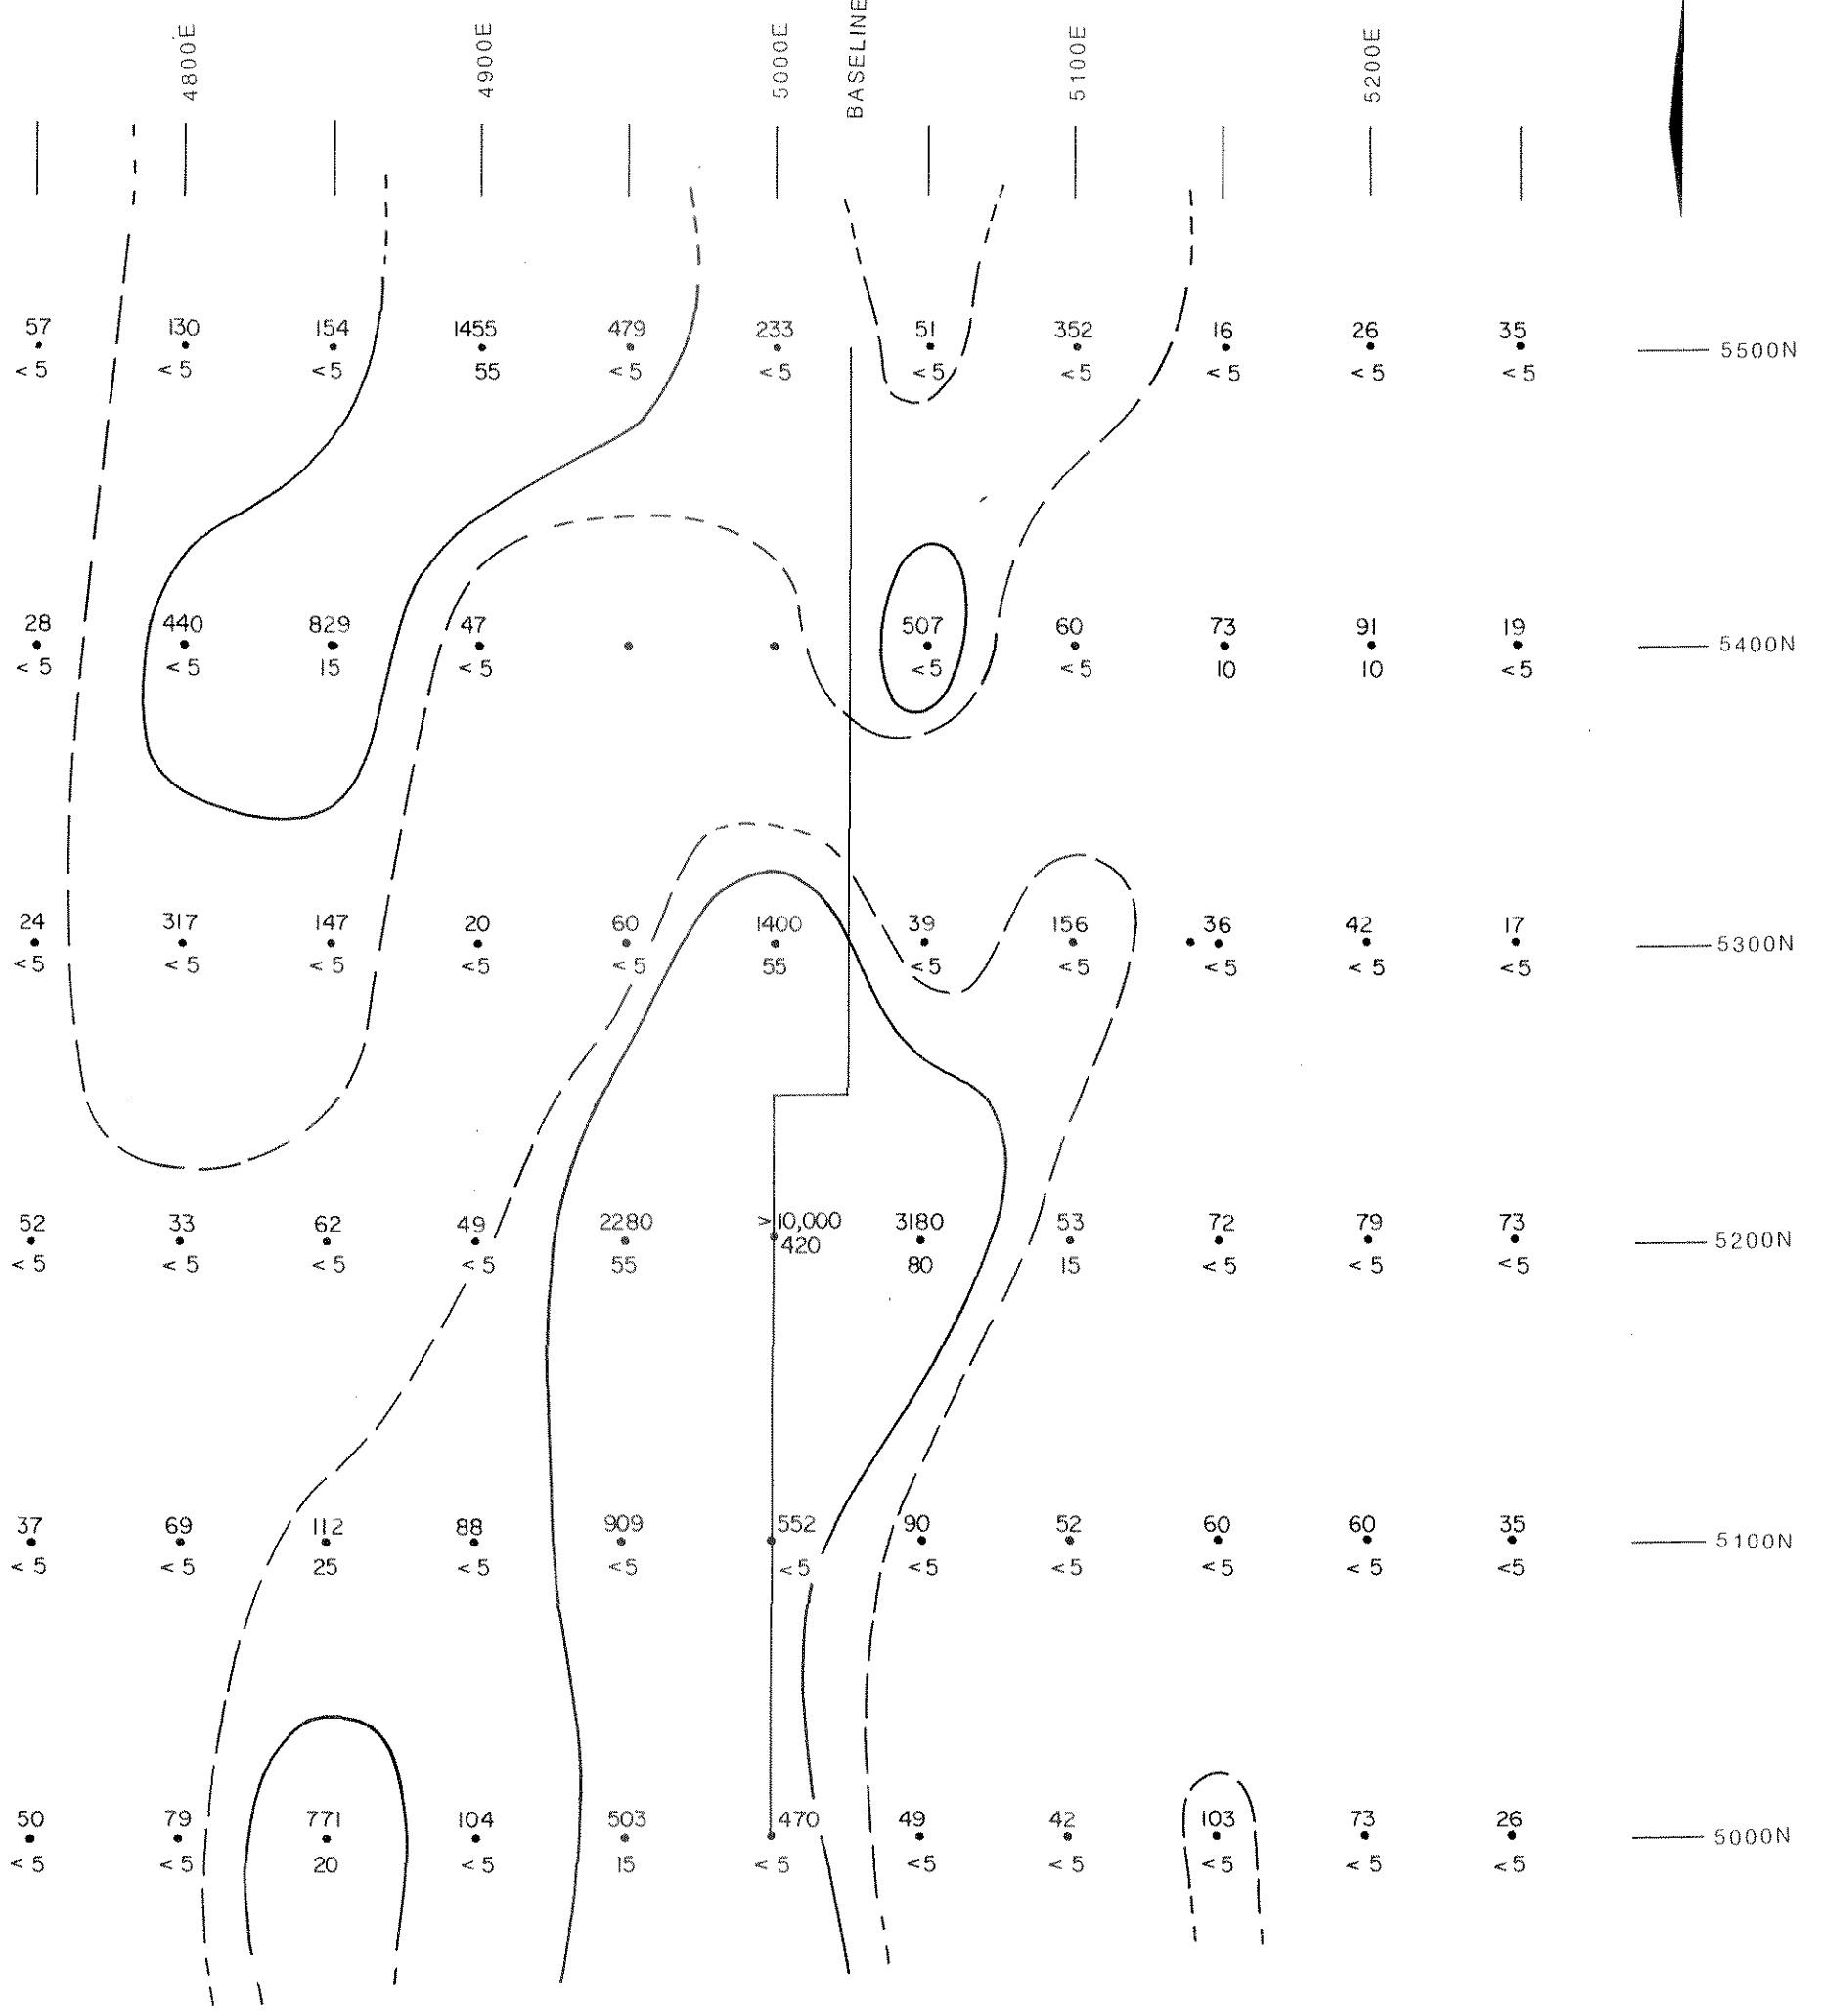 4800E 4900E 5000E BASELINE 5100E 5200E
57 130 154 1455 479 233 51 352 16 26 35
<5 <5 <5 55 <5 <5 <5 <5 <5 <5 <5 5500N
28 440 829 47 507 60 73 91 19
<5 <5 15 <5 <5 <5 10 10 <5 5400N
24 317 147 20 60 1400 39 156 36 42 17
<5 <5 <5 <5 <5 55 <5 <5 <5 <5 <5 5300N
52 33 62 49 2280 >10,000 3180 53 72 79 73
<5 <5 <5 <5 55 420 80 15 <5 <5 <5 5200N
37 69 112 88 909 552 90 52 60 60 35
<5 <5 25 <5 <5 <5 <5 <5 <5 <5 <5 5100N
50 79 771 104 503 470 49 42 103 73 26
<5 <5 20 <5 15 <5 <5 <5 <5 <5 <5 5000N